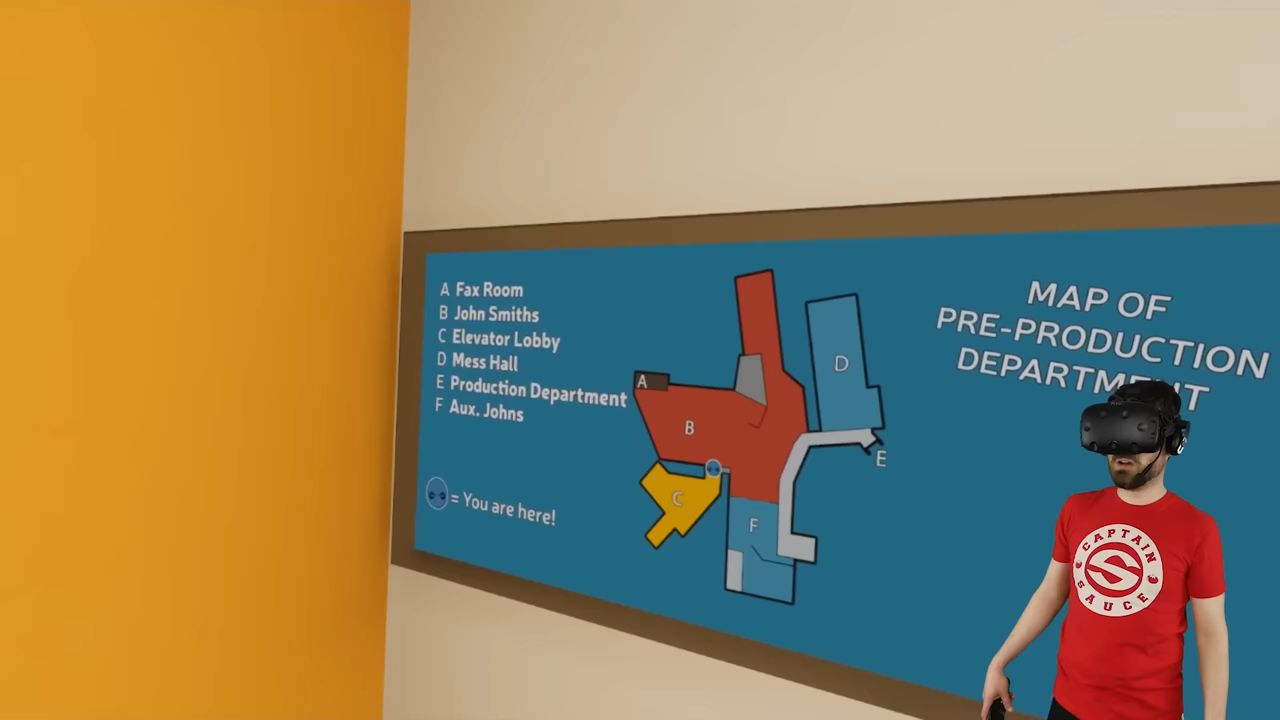 A Fax Room
B John Smiths
C Elevator Lobby
D Mess Hall
E Production Department
F Aux. Johns
= You are here!
MAP OF
PRE-PRODUCTION
DEPARTMENT
A
B
C
D
E
F
CAPTAIN
S
SAUCE